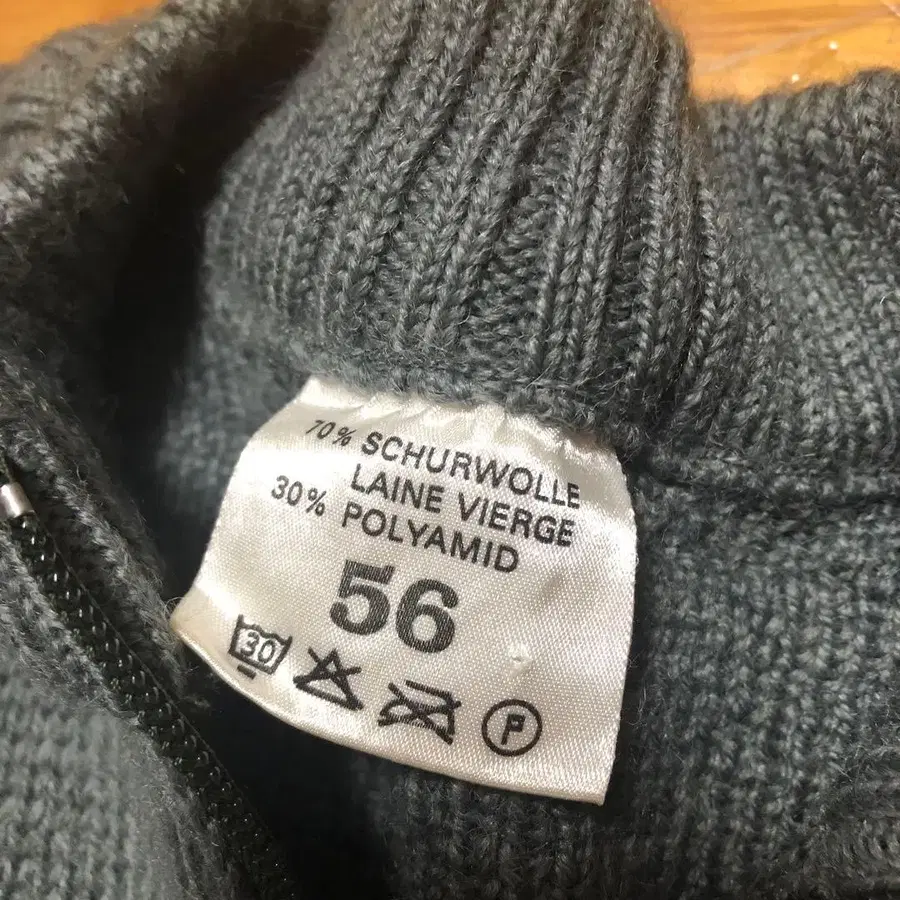 70% SCHURWOLLE
LAINE VIERGE
30% POLYAMID
56
30 P